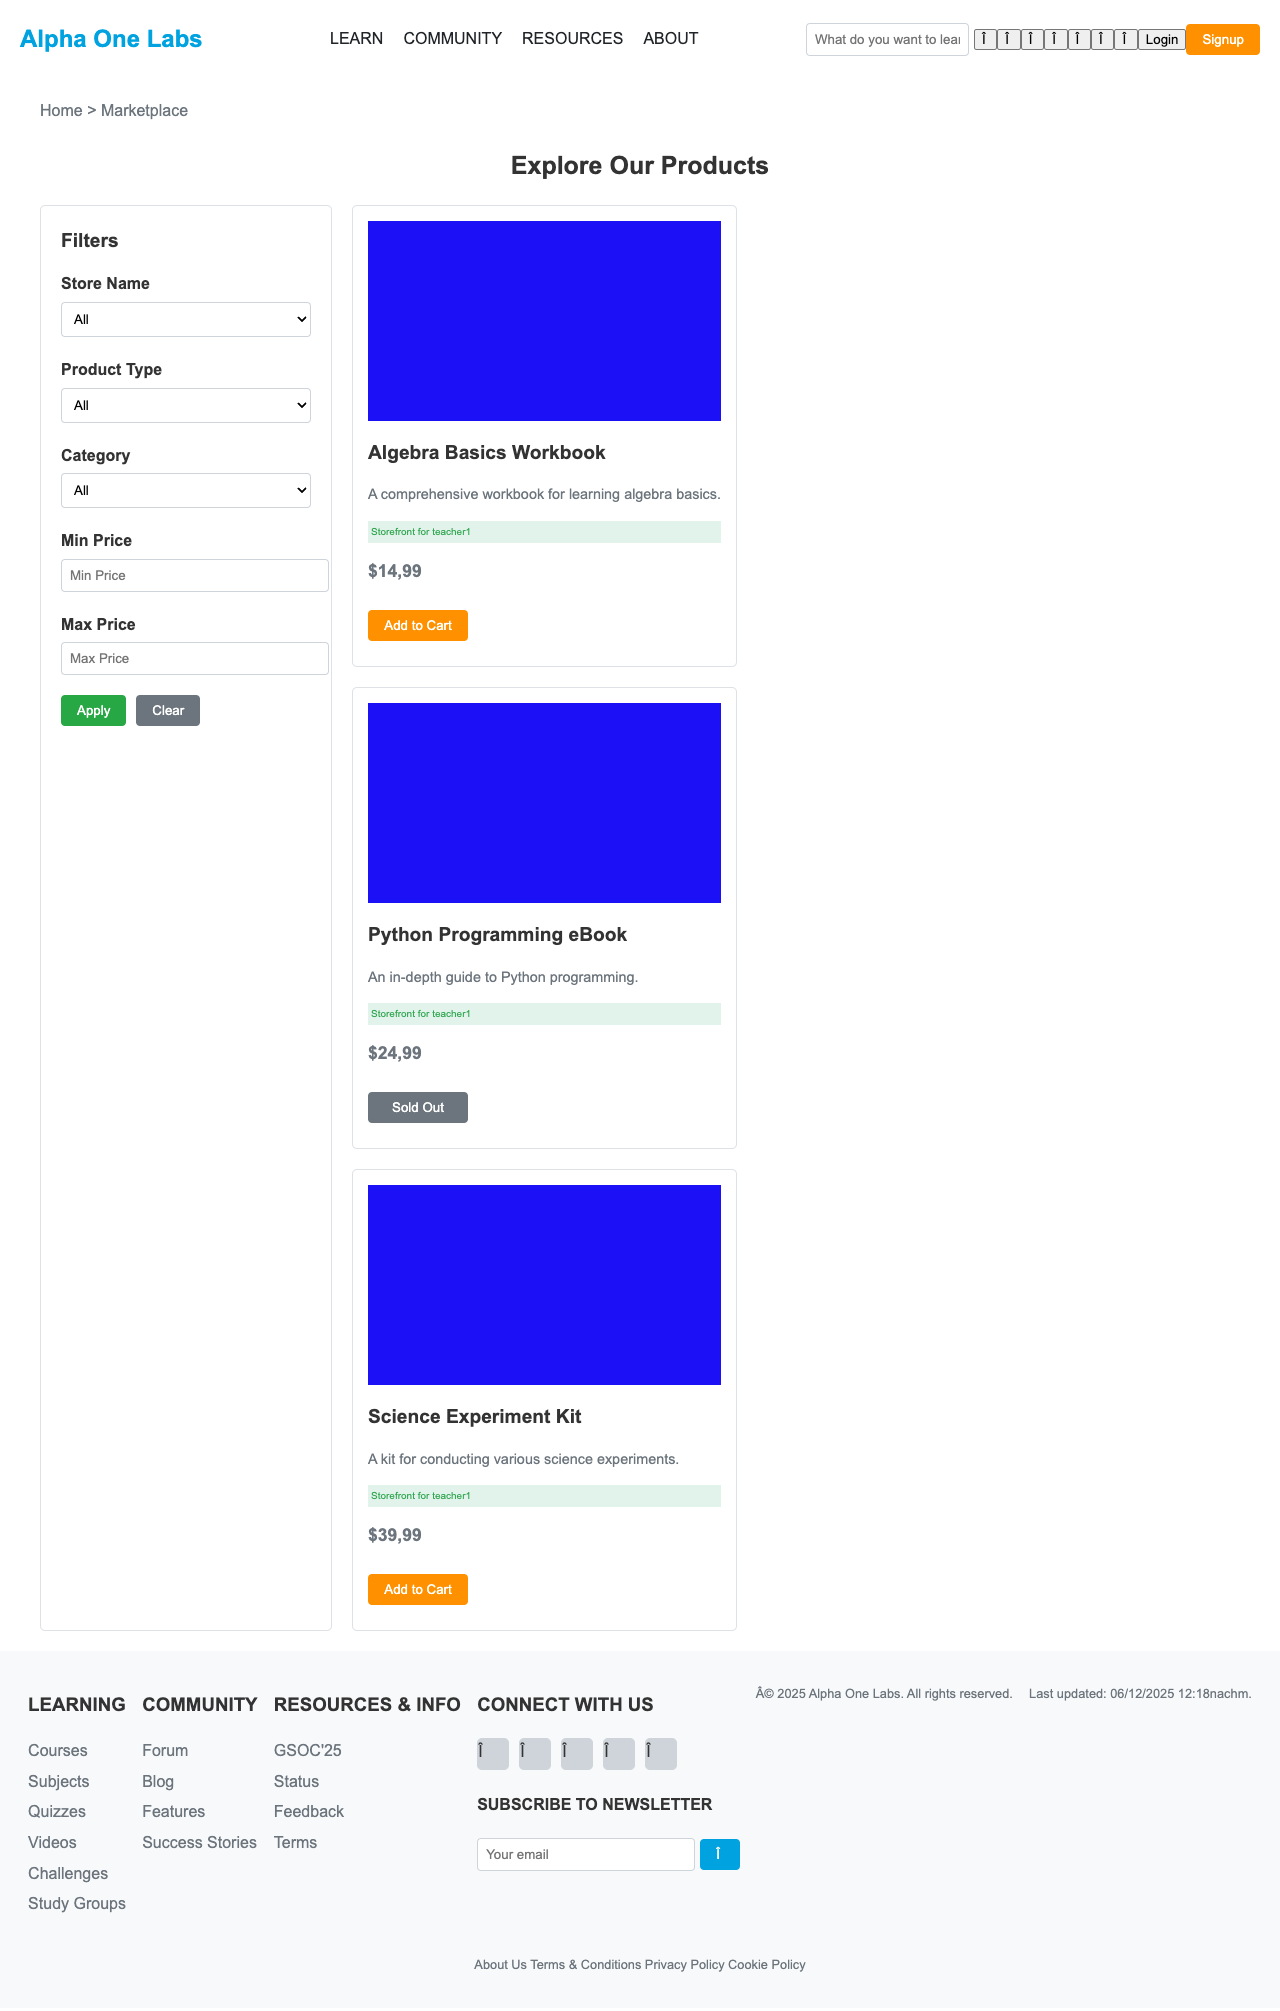 Alpha One Labs
LEARN COMMUNITY RESOURCES ABOUT
What do you want to lear
Î Î Î Î Î Î Î Login Signup
Home > Marketplace
Explore Our Products
Filters
Store Name
All
Product Type
All
Category
All
Min Price
Min Price
Max Price
Max Price
Apply Clear
Algebra Basics Workbook
A comprehensive workbook for learning algebra basics.
Storefront for teacher1
$14,99
Add to Cart
Python Programming eBook
An in-depth guide to Python programming.
Storefront for teacher1
$24,99
Sold Out
Science Experiment Kit
A kit for conducting various science experiments.
Storefront for teacher1
$39,99
Add to Cart
LEARNING
Courses
Subjects
Quizzes
Videos
Challenges
Study Groups
COMMUNITY
Forum
Blog
Features
Success Stories
RESOURCES & INFO
GSOC'25
Status
Feedback
Terms
CONNECT WITH US
Î Î Î Î Î
SUBSCRIBE TO NEWSLETTER
Your email Î
Â© 2025 Alpha One Labs. All rights reserved.
Last updated: 06/12/2025 12:18nachm.
About Us Terms & Conditions Privacy Policy Cookie Policy